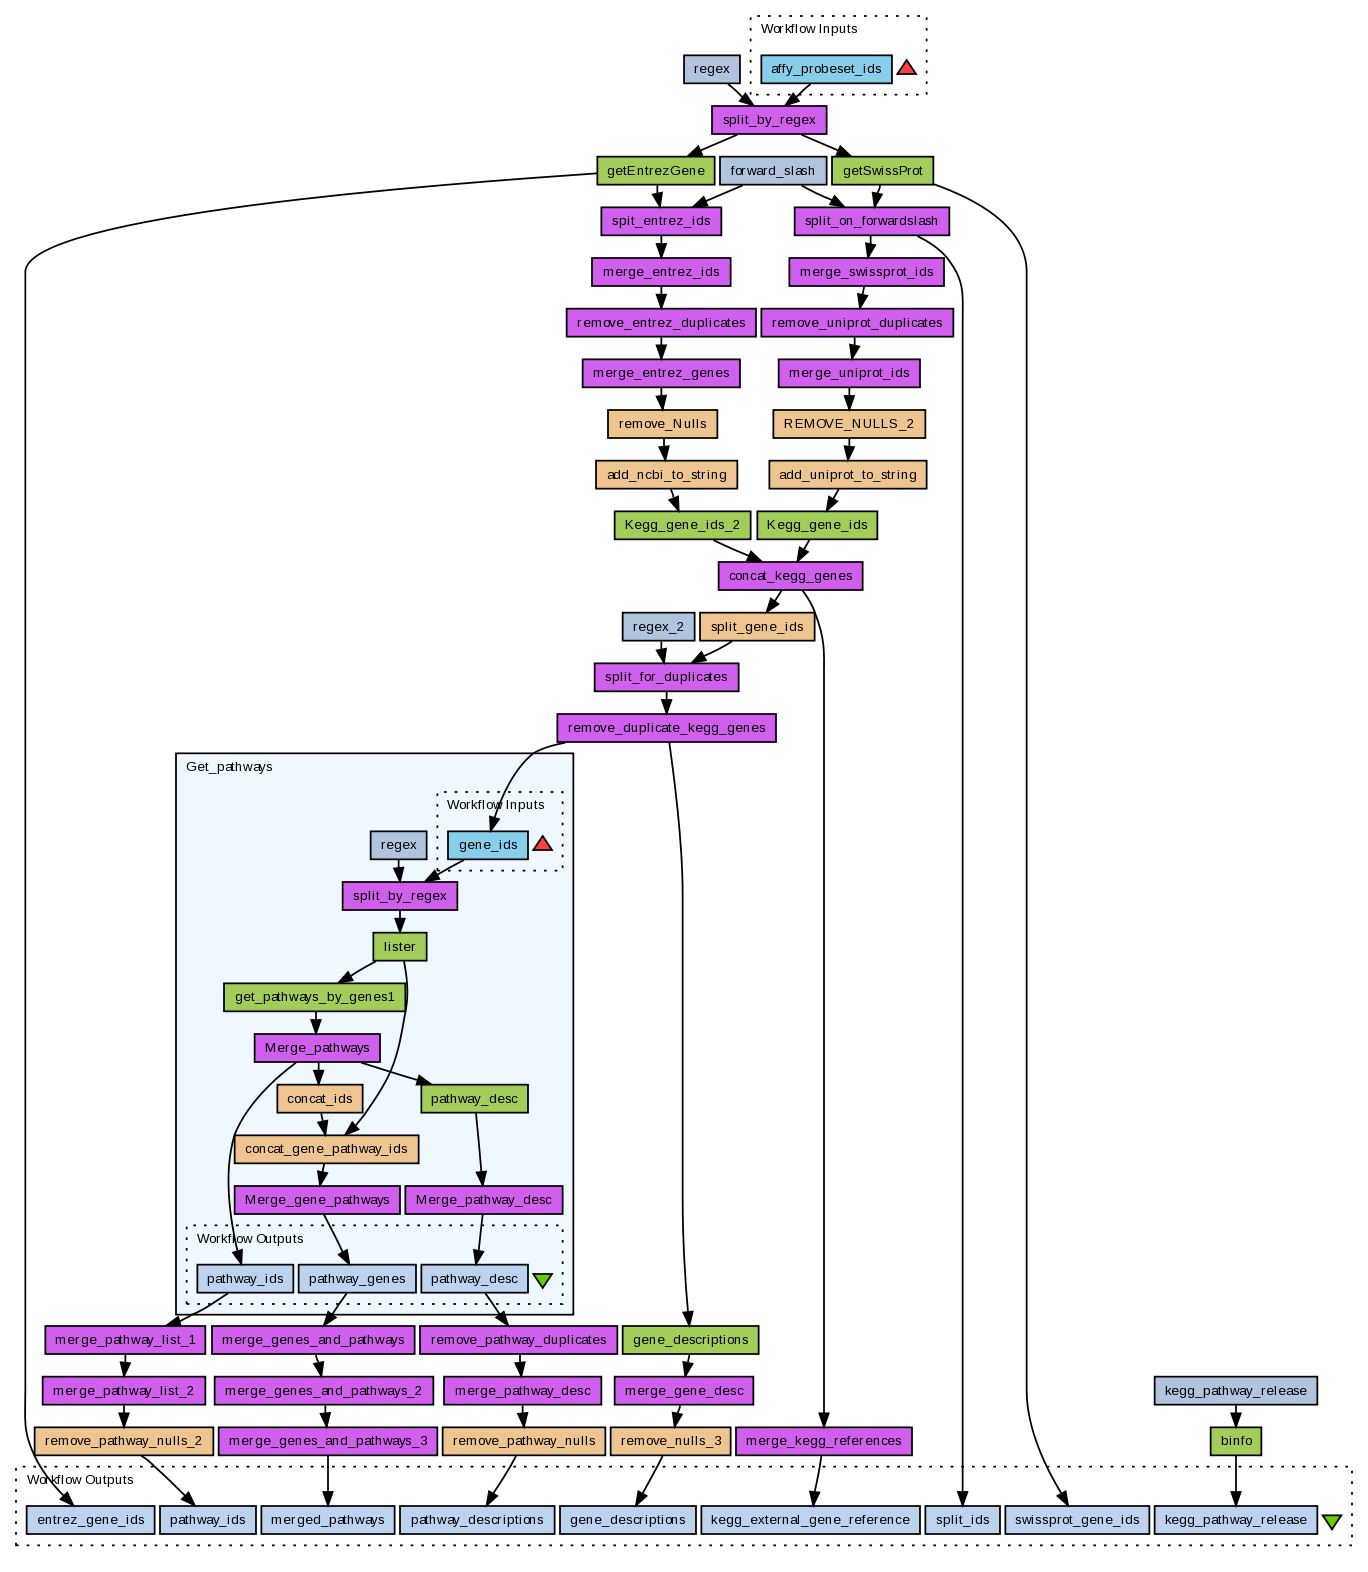 Workflow Inputs
regex
affy_probeset_ids
split_by_regex
getEntrezGene
forward_slash
getSwissProt
spit_entrez_ids
split_on_forwardslash
merge_entrez_ids
merge_swissprot_ids
remove_entrez_duplicates
remove_uniprot_duplicates
merge_entrez_genes
merge_uniprot_ids
remove_Nulls
REMOVE_NULLS_2
add_ncbi_to_string
add_uniprot_to_string
Kegg_gene_ids_2
Kegg_gene_ids
concat_kegg_genes
regex_2
split_gene_ids
split_for_duplicates
remove_duplicate_kegg_genes
Get_pathways
Workflow Inputs
regex
gene_ids
split_by_regex
lister
get_pathways_by_genes1
Merge_pathways
concat_ids
pathway_desc
concat_gene_pathway_ids
Merge_gene_pathways
Merge_pathway_desc
Workflow Outputs
pathway_ids
pathway_genes
pathway_desc
merge_pathway_list_1
merge_genes_and_pathways
remove_pathway_duplicates
gene_descriptions
merge_pathway_list_2
merge_genes_and_pathways_2
merge_pathway_desc
merge_gene_desc
kegg_pathway_release
remove_pathway_nulls_2
merge_genes_and_pathways_3
remove_pathway_nulls
remove_nulls_3
merge_kegg_references
binfo
Workflow Outputs
entrez_gene_ids
pathway_ids
merged_pathways
pathway_descriptions
gene_descriptions
kegg_external_gene_reference
split_ids
swissprot_gene_ids
kegg_pathway_release